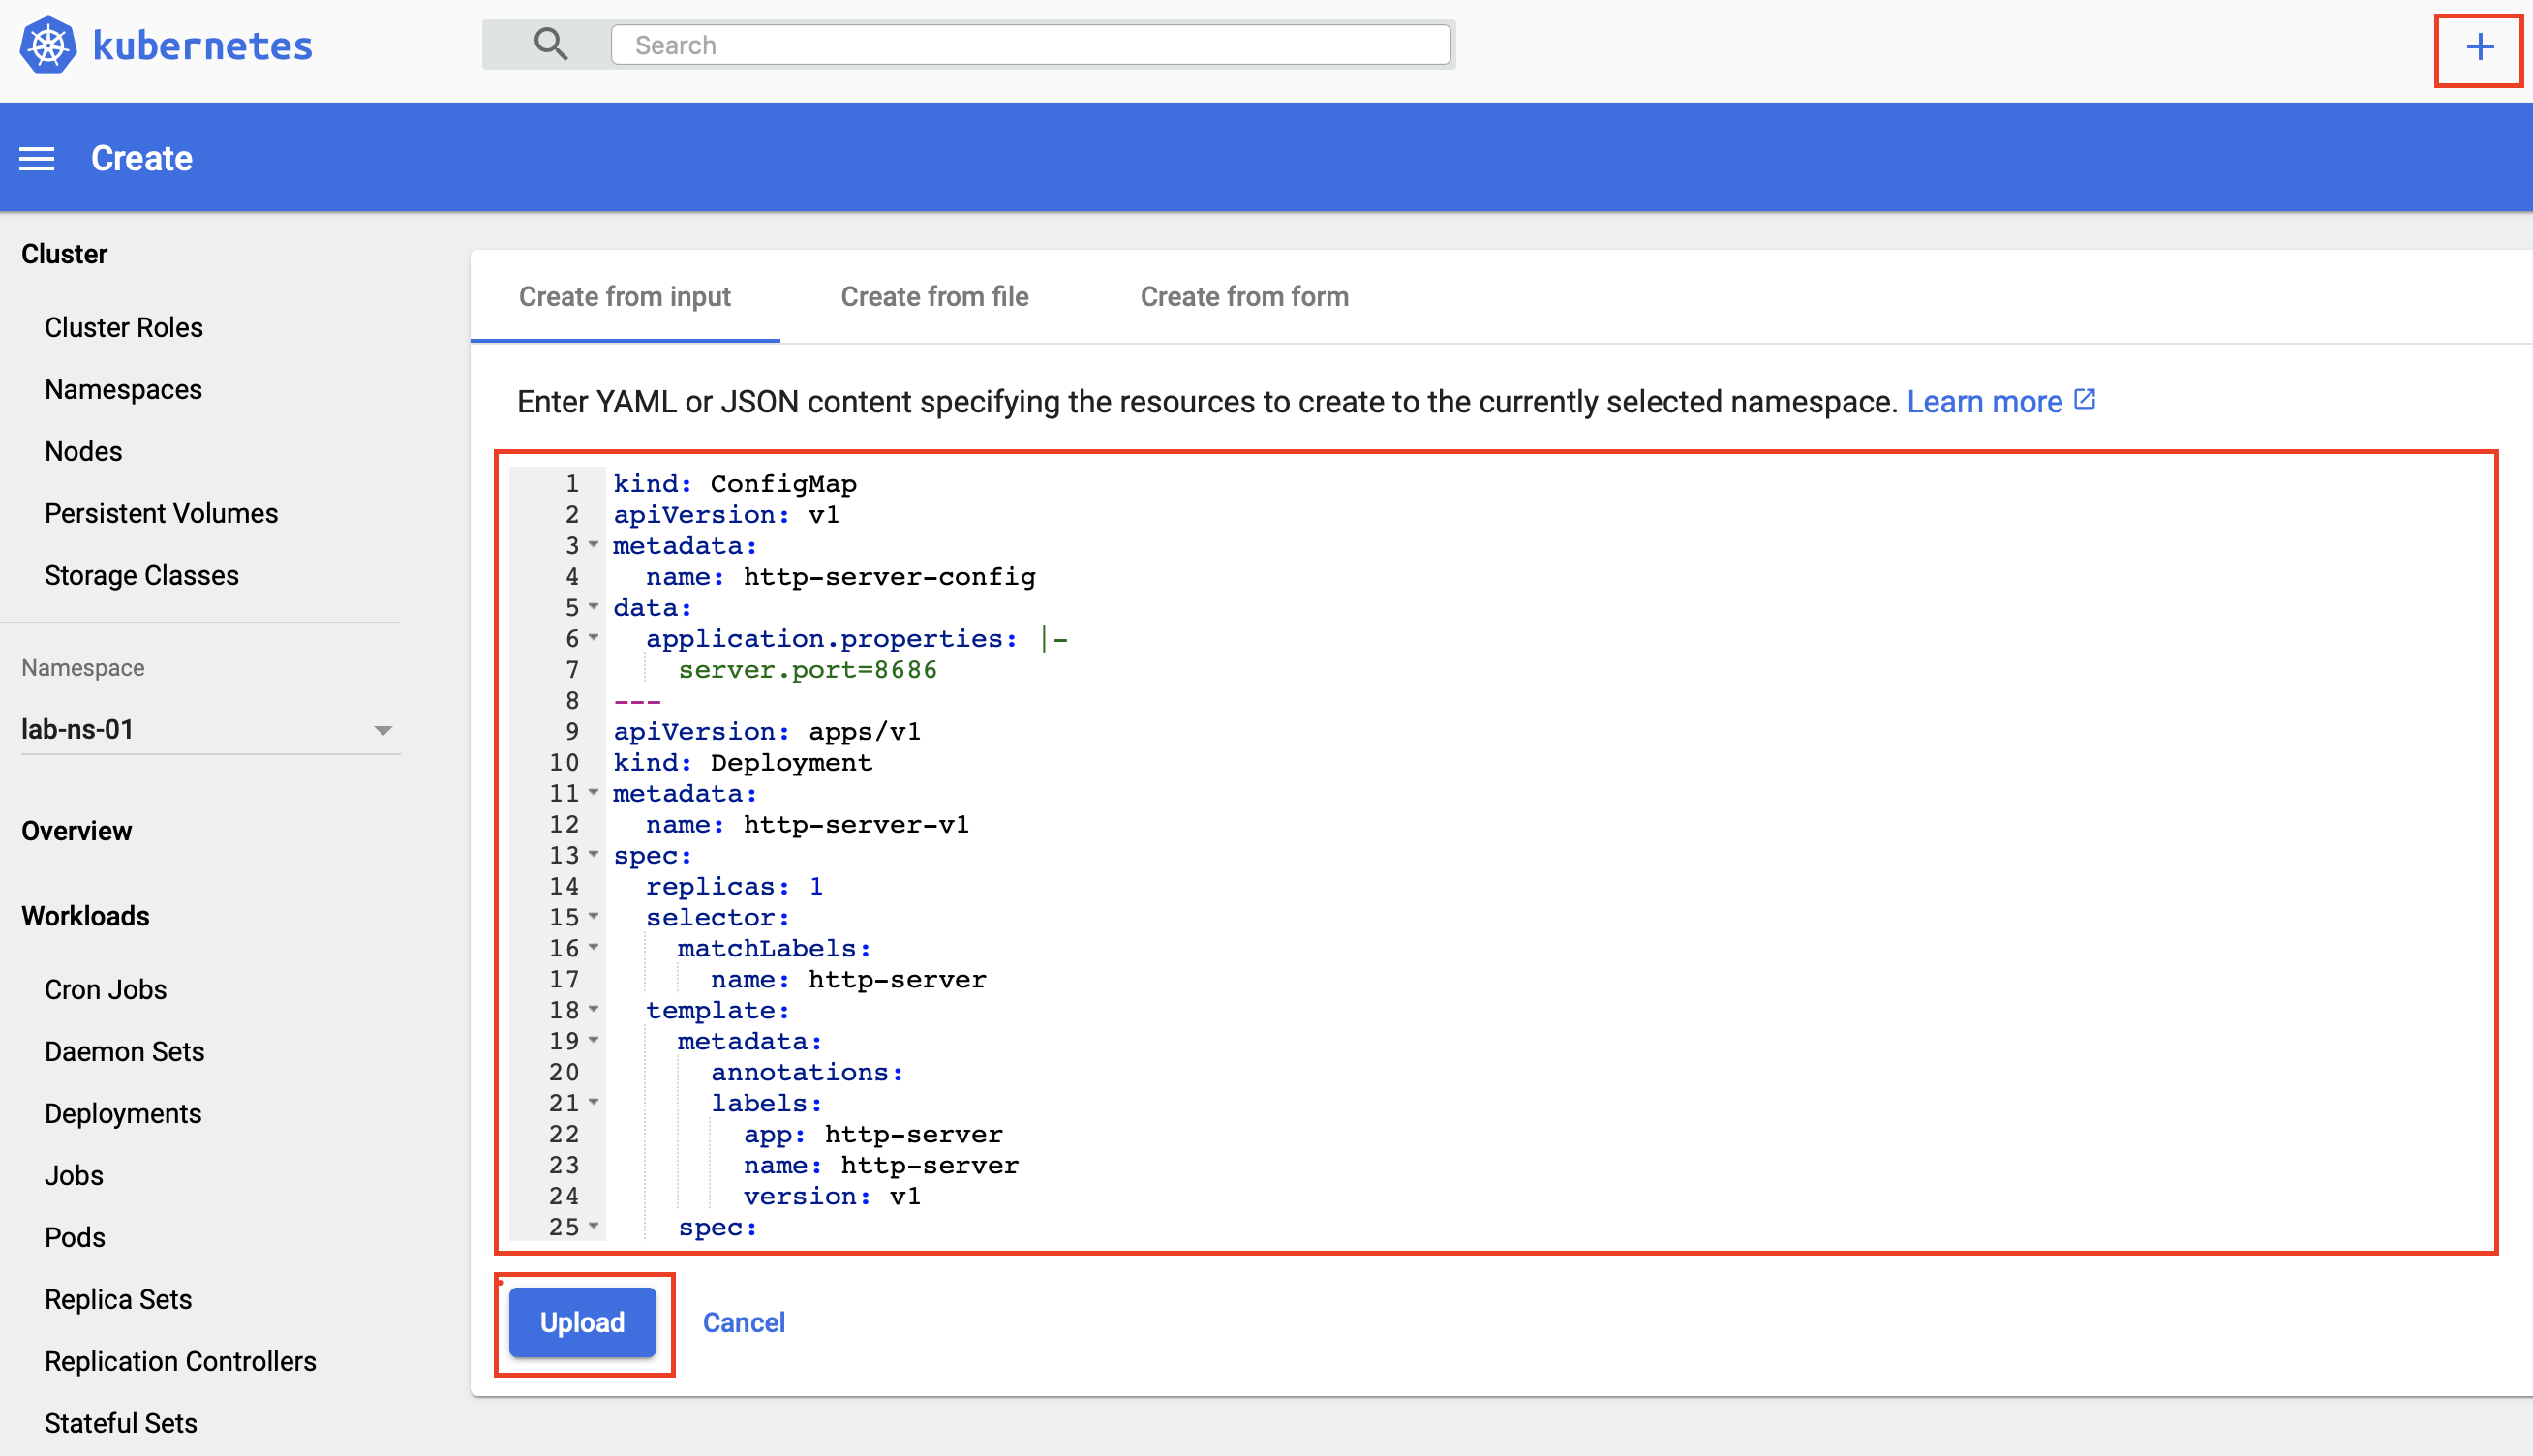 kubernetes
Search
+
Create
Cluster
Cluster Roles
Namespaces
Nodes
Persistent Volumes
Storage Classes
Namespace
lab-ns-01
Overview
Workloads
Cron Jobs
Daemon Sets
Deployments
Jobs
Pods
Replica Sets
Replication Controllers
Stateful Sets
Create from input
Create from file
Create from form
Enter YAML or JSON content specifying the resources to create to the currently selected namespace. Learn more
1 kind: ConfigMap
2 apiVersion: v1
3 metadata:
4   name: http-server-config
5 data:
6   application.properties: |-
7     server.port=8686
8 ---
9 apiVersion: apps/v1
10 kind: Deployment
11 metadata:
12   name: http-server-v1
13 spec:
14   replicas: 1
15   selector:
16     matchLabels:
17       name: http-server
18   template:
19     metadata:
20       annotations:
21       labels:
22         app: http-server
23         name: http-server
24         version: v1
25     spec:
Upload
Cancel